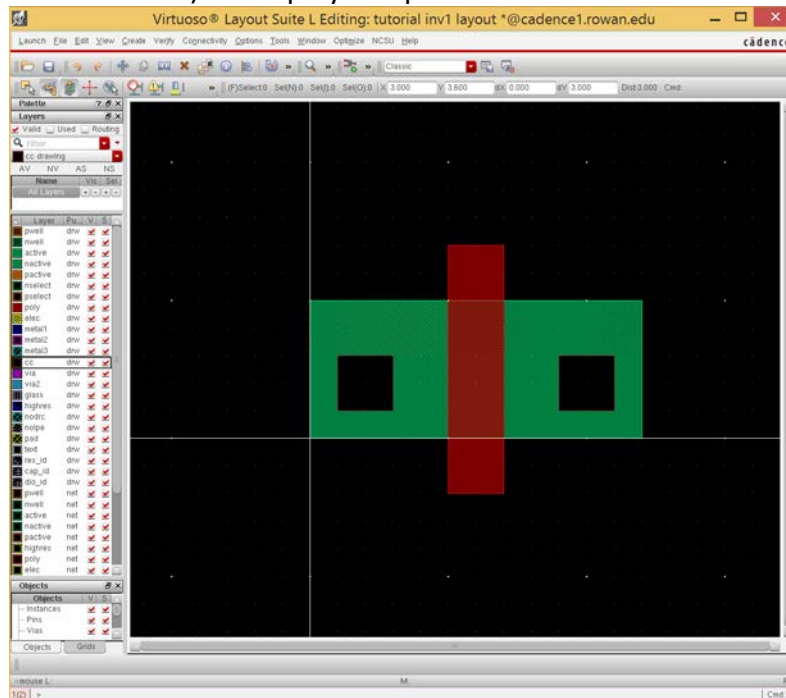 Virtuoso® Layout Suite L Editing: tutorial inv1 layout *@cadence1.rowan.edu
Launch File Edit View Create Verify Connectivity Options Tools Window Optimize NCSU Help
cādence
Classic
(F)Select:0 Sel(N):0 Sel(I):0 Sel(O):0 X 3.000 Y 3.600 dX 0.000 dY 3.000 Dist:3.000 Cmd:
Palette
Layers
Valid Used Routing
Filter
cc drawing
AV NV AS NS
Name Vis Sel
All Layers
Layer Pu.. V S
pwell drw
nwell drw
active drw
nactive drw
pactive drw
nselect drw
pselect drw
poly drw
elec drw
metal1 drw
metal2 drw
metal3 drw
cc drw
via drw
via2 drw
glass drw
highres drw
nodrc drw
nolpe drw
pad drw
text drw
res_id drw
cap_id drw
dio_id drw
pwell net
nwell net
active net
nactive net
pactive net
highres net
poly net
elec net
Objects
Objects V S
Instances
Pins
Vias
Objects Grids
mouse L: M:
1(2) > Cmd: